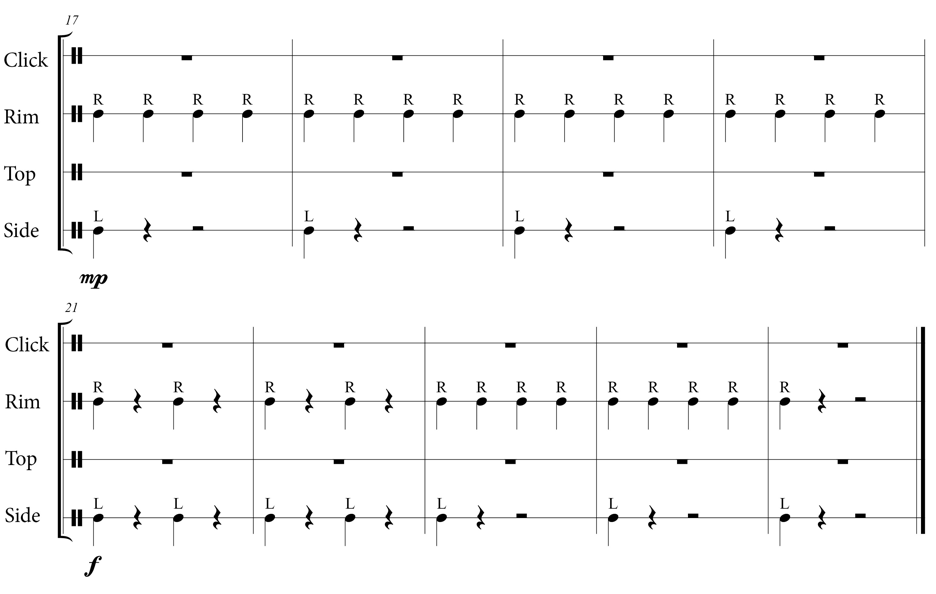 17
Click
R R R R R R R R R R R R R R R R
Rim
Top
L L L L
Side
mp
21
Click
R R R R R R R R R R R R R
Rim
Top
L L L L L L L
Side
f